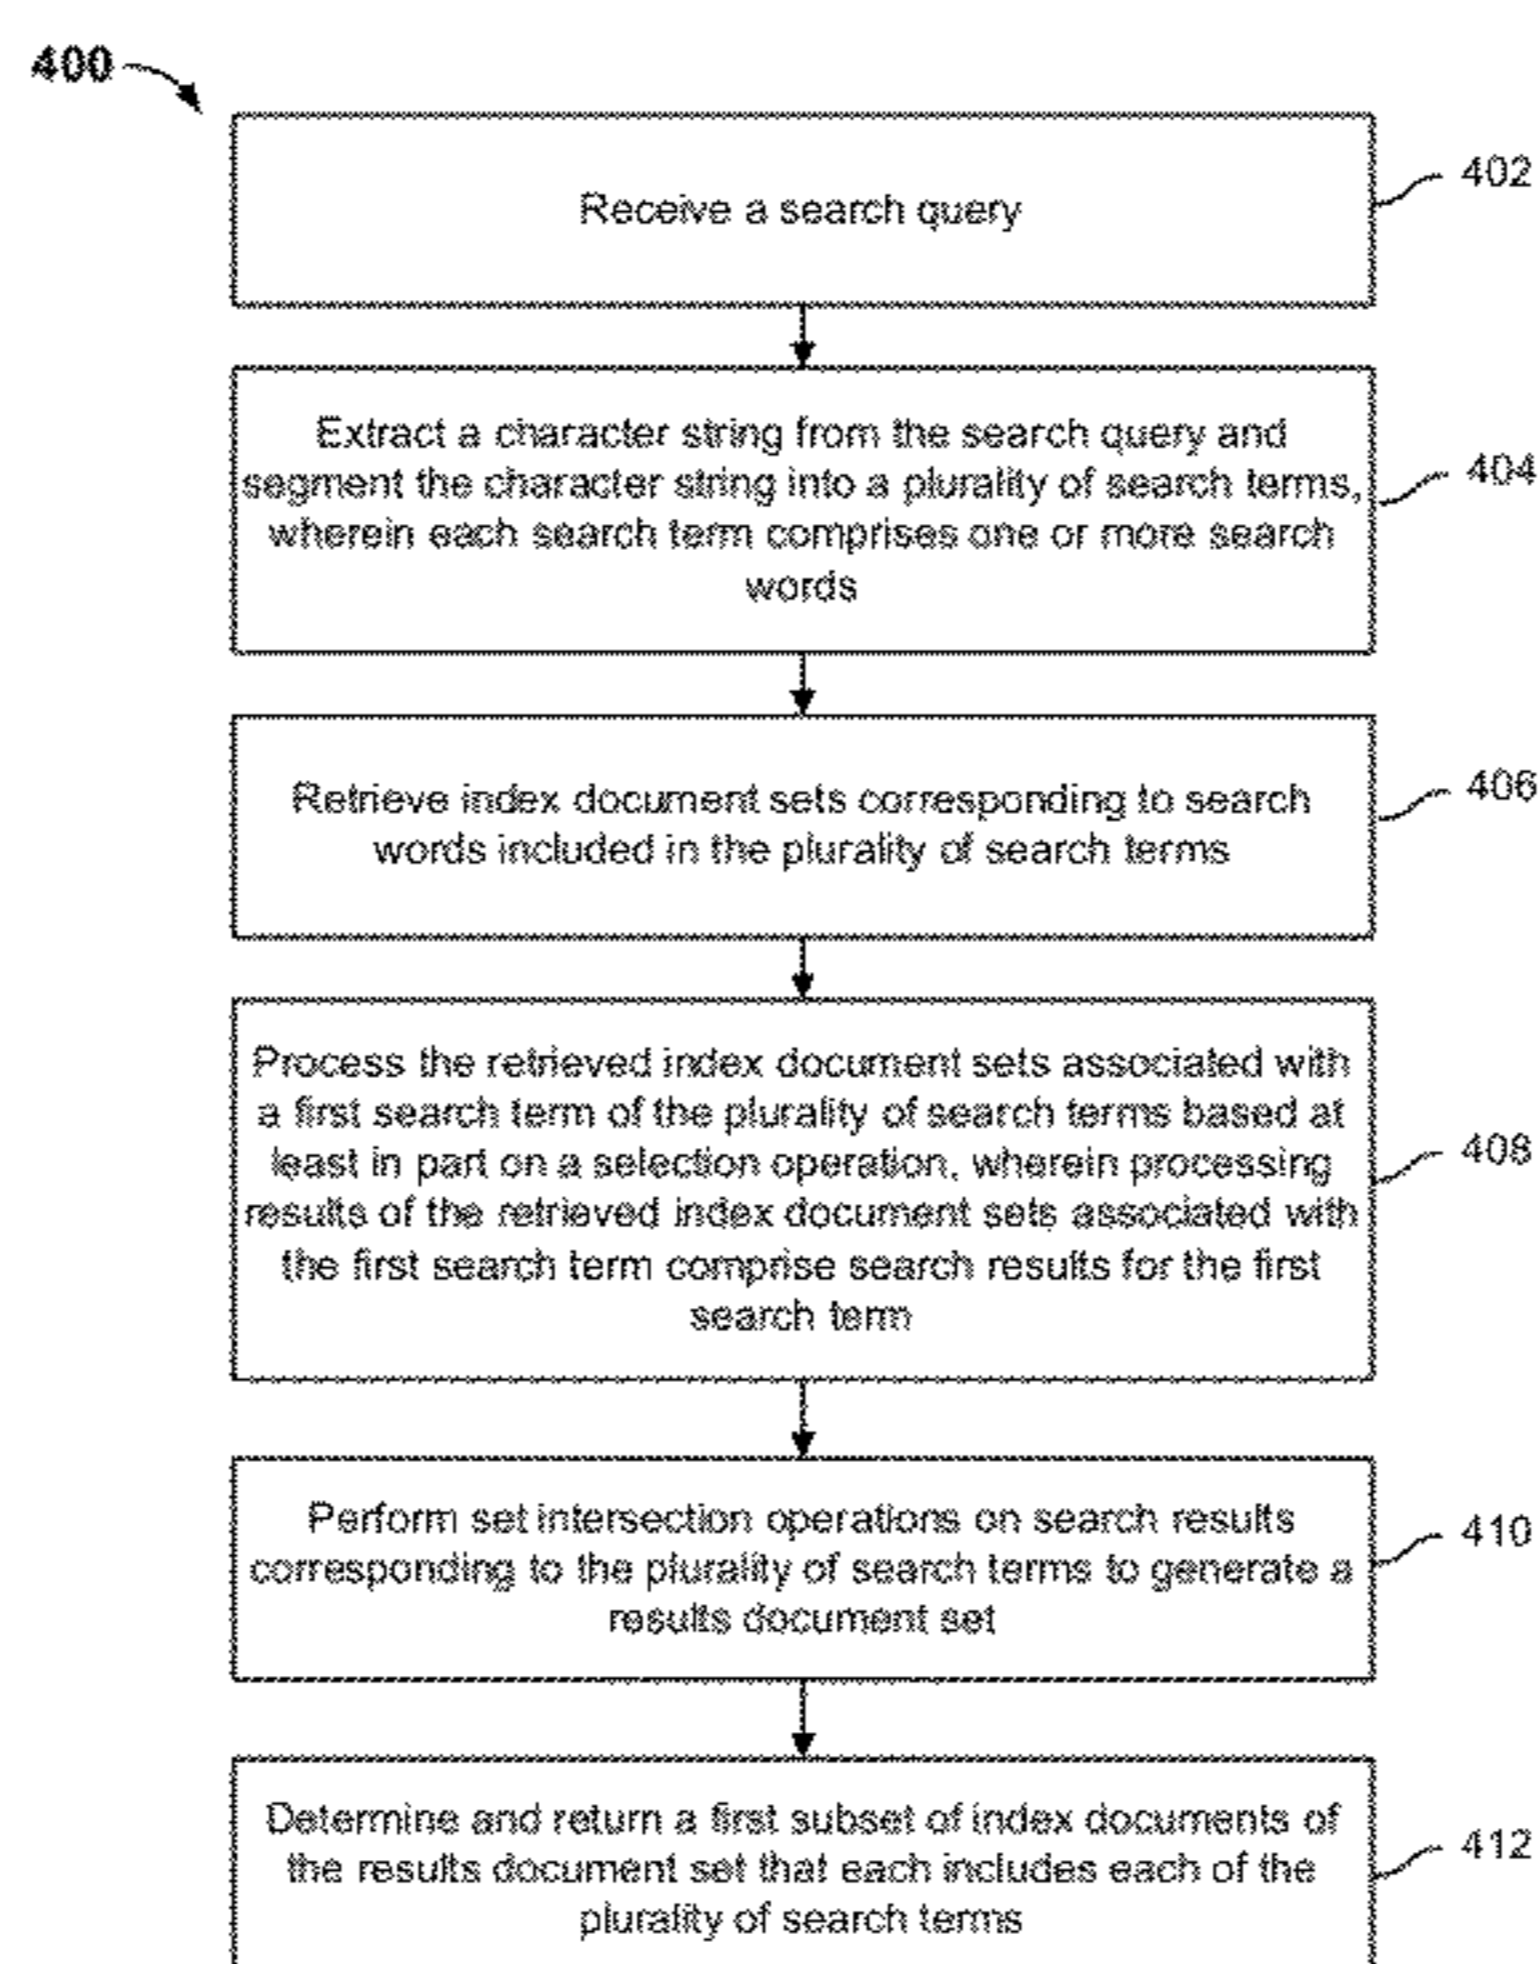 400
Receive a search query
402
Extract a character string from the search query and
segment the character string into a plurality of search terms,
wherein each search term comprises one or more search
words
404
Retrieve index document sets corresponding to search
words included in the plurality of search terms
406
Process the retrieved index document sets associated with
a first search term of the plurality of search terms based at
least in part on a selection operation, wherein processing
results of the retrieved index document sets associated with
the first search term comprise search results for the first
search term
408
Perform set intersection operations on search results
corresponding to the plurality of search terms to generate a
results document set
410
Determine and return a first subset of index documents of
the results document set that each includes each of the
plurality of search terms
412